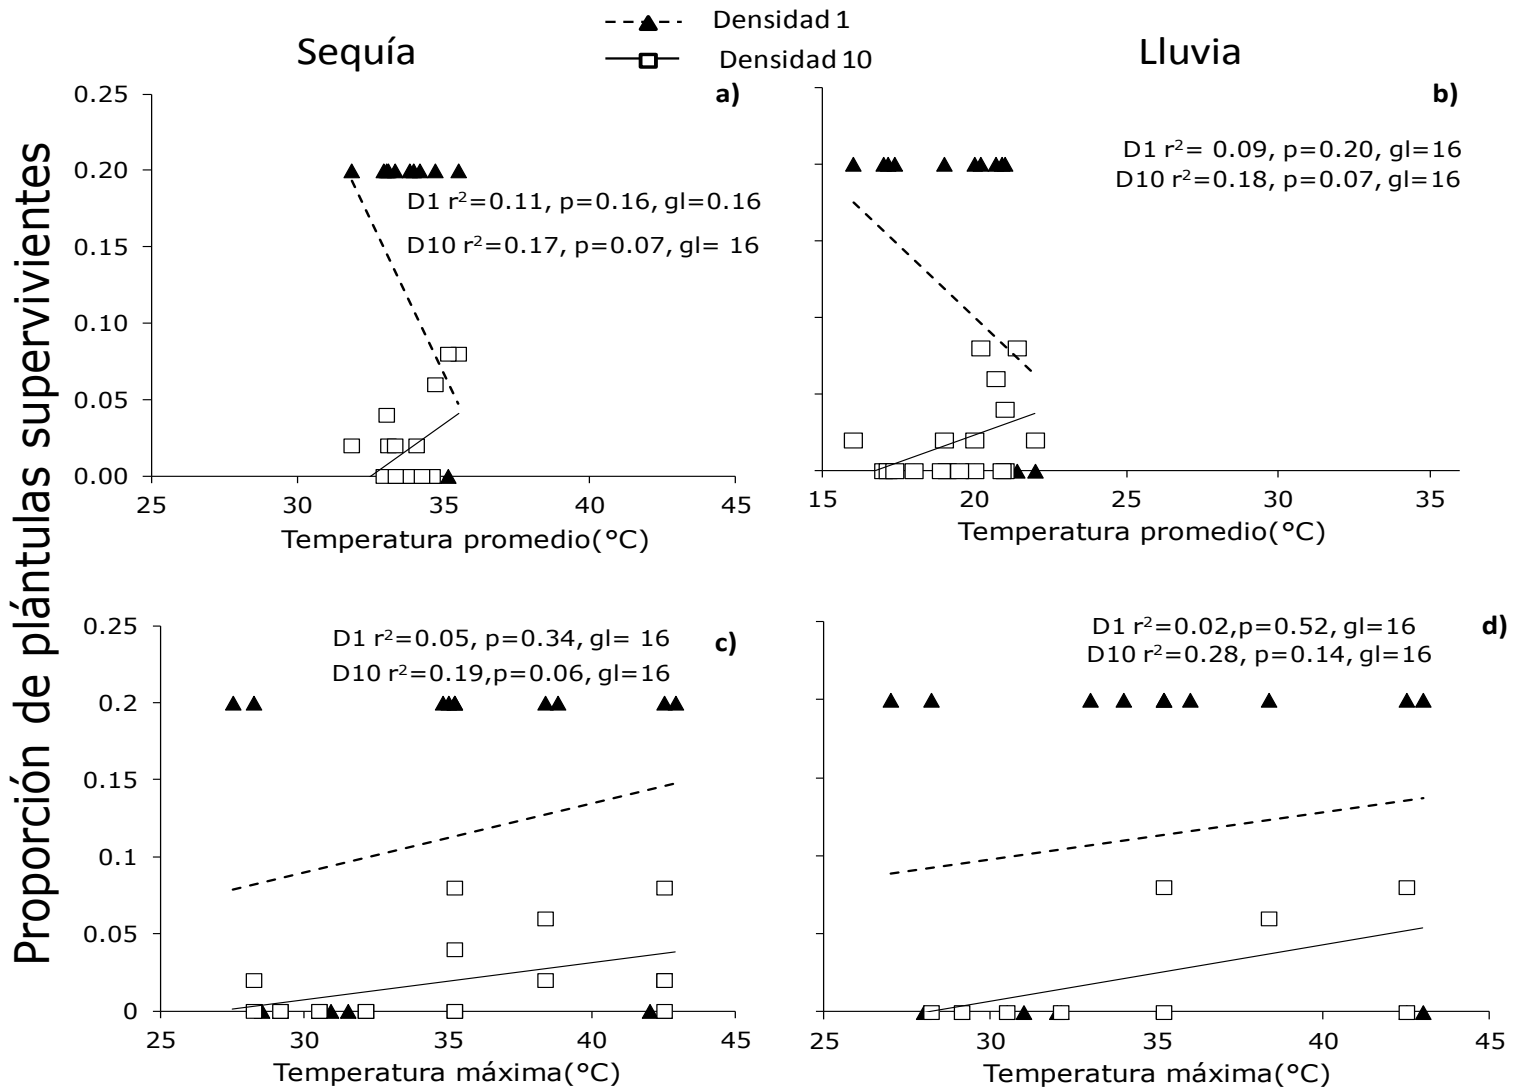 Densidad 1
Densidad 10
Sequía
Lluvia
Proporción de plántulas supervivientes
a)
0.25
0.20
0.15
0.10
0.05
0.00
D1 r²=0.11, p=0.16, gl=0.16
D10 r²=0.17, p=0.07, gl= 16
25 30 35 40 45
Temperatura promedio(°C)
b)
D1 r²= 0.09, p=0.20, gl=16
D10 r²=0.18, p=0.07, gl=16
15 20 25 30 35
Temperatura promedio(°C)
c)
D1 r²=0.05, p=0.34, gl= 16
D10 r²=0.19,p=0.06, gl=16
0.25
0.2
0.15
0.1
0.05
0
25 30 35 40 45
Temperatura máxima(°C)
d)
D1 r²=0.02,p=0.52, gl=16
D10 r²=0.28, p=0.14, gl=16
25 30 35 40 45
Temperatura máxima(°C)